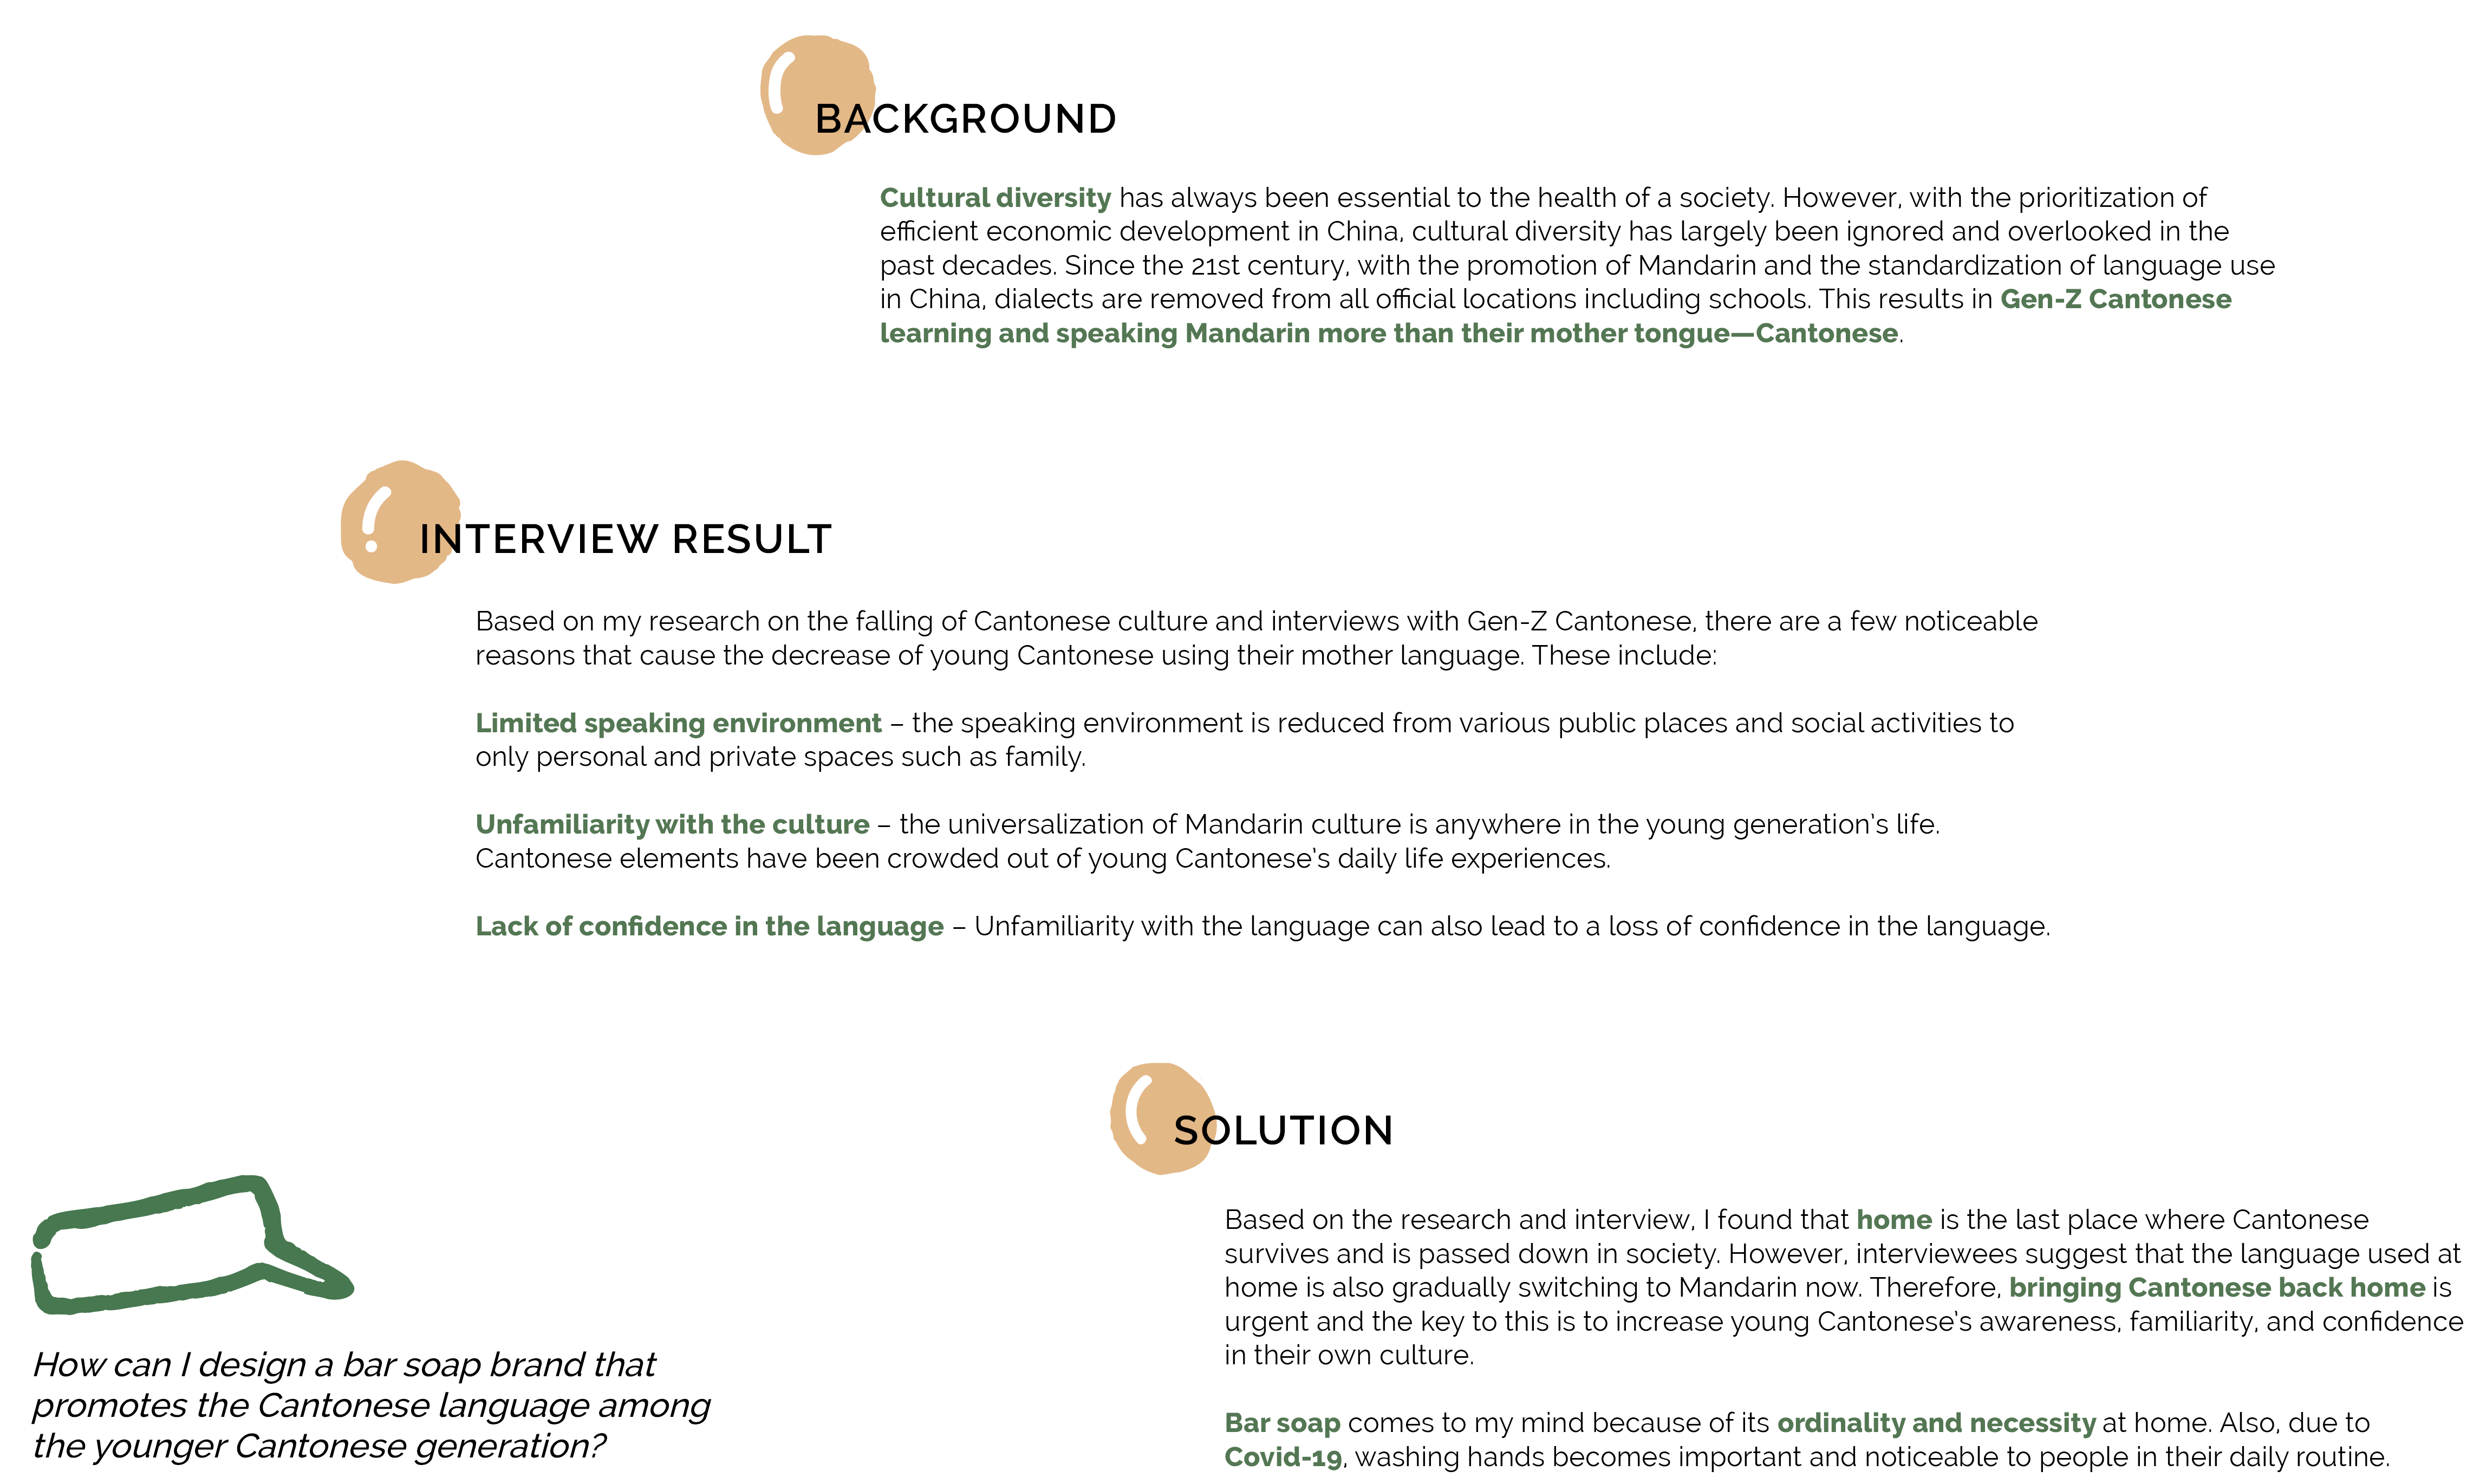 BACKGROUND
Cultural diversity has always been essential to the health of a society. However, with the prioritization of
efficient economic development in China, cultural diversity has largely been ignored and overlooked in the
past decades. Since the 21st century, with the promotion of Mandarin and the standardization of language use
in China, dialects are removed from all official locations including schools. This results in Gen-Z Cantonese
learning and speaking Mandarin more than their mother tongue—Cantonese.
INTERVIEW RESULT
Based on my research on the falling of Cantonese culture and interviews with Gen-Z Cantonese, there are a few noticeable
reasons that cause the decrease of young Cantonese using their mother language. These include:
Limited speaking environment – the speaking environment is reduced from various public places and social activities to
only personal and private spaces such as family.
Unfamiliarity with the culture – the universalization of Mandarin culture is anywhere in the young generation's life.
Cantonese elements have been crowded out of young Cantonese's daily life experiences.
Lack of confidence in the language – Unfamiliarity with the language can also lead to a loss of confidence in the language.
SOLUTION
Based on the research and interview, I found that home is the last place where Cantonese
survives and is passed down in society. However, interviewees suggest that the language used at
home is also gradually switching to Mandarin now. Therefore, bringing Cantonese back home is
urgent and the key to this is to increase young Cantonese's awareness, familiarity, and confidence
in their own culture.
Bar soap comes to my mind because of its ordinality and necessity at home. Also, due to
Covid-19, washing hands becomes important and noticeable to people in their daily routine.
How can I design a bar soap brand that
promotes the Cantonese language among
the younger Cantonese generation?